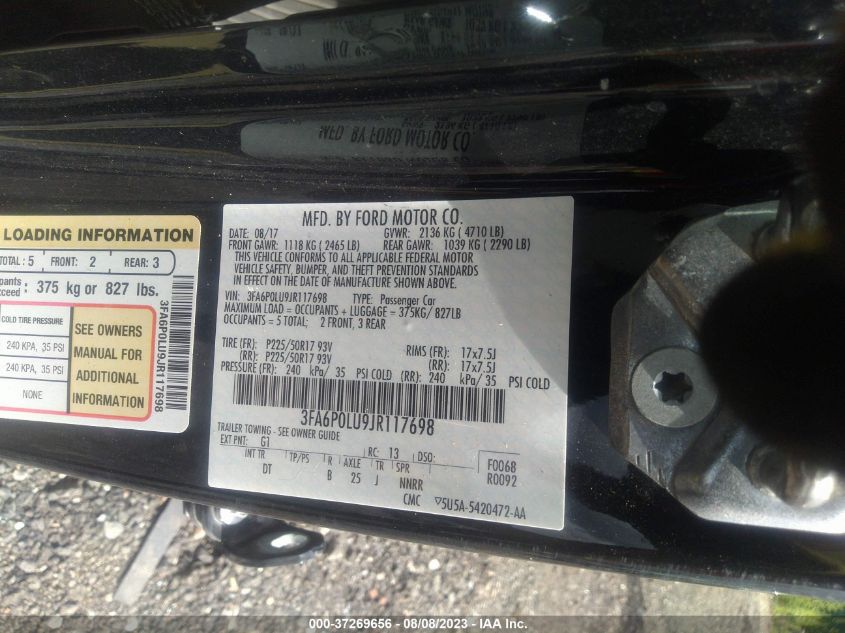 MFD. BY FORD MOTOR CO.
LOADING INFORMATION
TOTAL : 5 FRONT: 2 REAR: 3
375 kg or 827 lbs.
COLD TIRE PRESSURE
240 KPA, 35 PSI
240 KPA, 35 PSI
NONE
SEE OWNERS
MANUAL FOR
ADDITIONAL
INFORMATION
3FA6P0LU9JR117698
MFD. BY FORD MOTOR CO.
DATE: 08/17 GVWR: 2136 KG ( 4710 LB)
FRONT GAWR: 1118 KG ( 2465 LB) REAR GAWR: 1039 KG ( 2290 LB)
THIS VEHICLE CONFORMS TO ALL APPLICABLE FEDERAL MOTOR
VEHICLE SAFETY, BUMPER, AND THEFT PREVENTION STANDARDS
IN EFFECT ON THE DATE OF MANUFACTURE SHOWN ABOVE.
VIN: 3FA6P0LU9JR117698 TYPE: Passenger Car
MAXIMUM LOAD = OCCUPANTS + LUGGAGE = 375KG/ 827LB
OCCUPANTS = 5 TOTAL; 2 FRONT, 3 REAR
TIRE (FR): P225/50R17 93V RIMS (FR): 17x7.5J
(RR): P225/50R17 93V (RR): 17x7.5J
PRESSURE (FR): 240 kPa/ 35 PSI COLD (RR): 240 kPa/ 35 PSI COLD
3FA6P0LU9JR117698
TRAILER TOWING - SEE OWNER GUIDE
EXT PNT: G1 RC: 13 DSO:
INT TR TP/PS R AXLE TR SPR
DT B 25 J NNRR
F0068
R0092
CMC ▽5U5A-5420472-AA
000-37269656 - 08/08/2023 - IAA Inc.